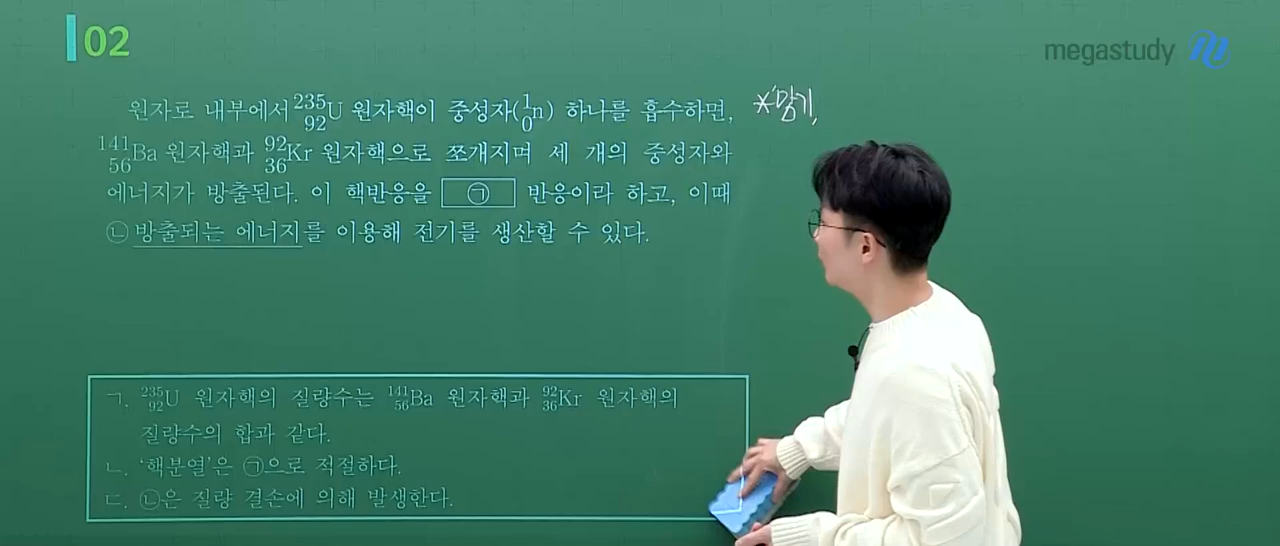 02
megastudy
원자로 내부에서 ²³⁵₉₂U 원자핵이 중성자(¹₀n) 하나를 흡수하면, *암기,
¹⁴¹₅₆Ba 원자핵과 ⁹²₃₆Kr 원자핵으로 쪼개지며 세 개의 중성자와
에너지가 방출된다. 이 핵반응을 ㉠ 반응이라 하고, 이때
㉡ 방출되는 에너지를 이용해 전기를 생산할 수 있다.
ㄱ. ²³⁵₉₂U 원자핵의 질량수는 ¹⁴¹₅₆Ba 원자핵과 ⁹²₃₆Kr 원자핵의
질량수의 합과 같다.
ㄴ. ‘핵분열’은 ㉠으로 적절하다.
ㄷ. ㉡은 질량 결손에 의해 발생한다.